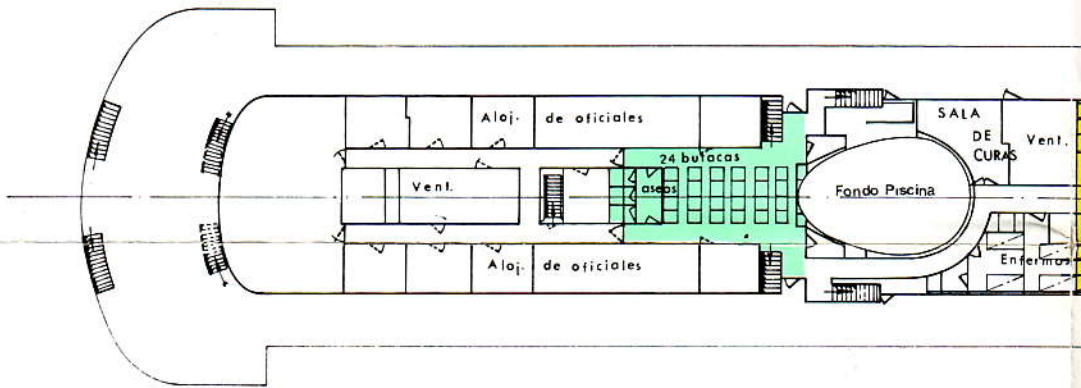 Aloj. de oficiales
24 butacas
aseos
Vent.
Fondo Piscina
SALA
DE
CURAS
Vent.
Enfermos
Aloj. de oficiales